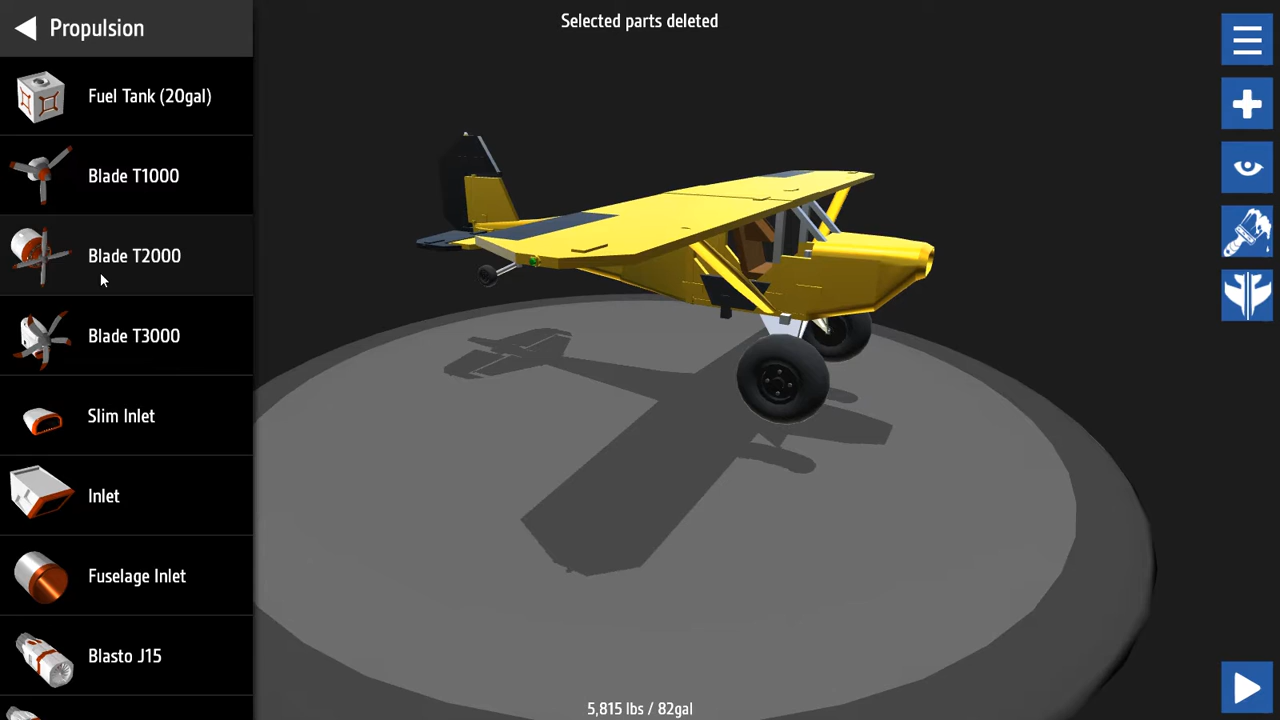 Propulsion
Selected parts deleted
Fuel Tank (20gal)
Blade T1000
Blade T2000
Blade T3000
Slim Inlet
Inlet
Fuselage Inlet
Blasto J15
5,815 lbs / 82gal